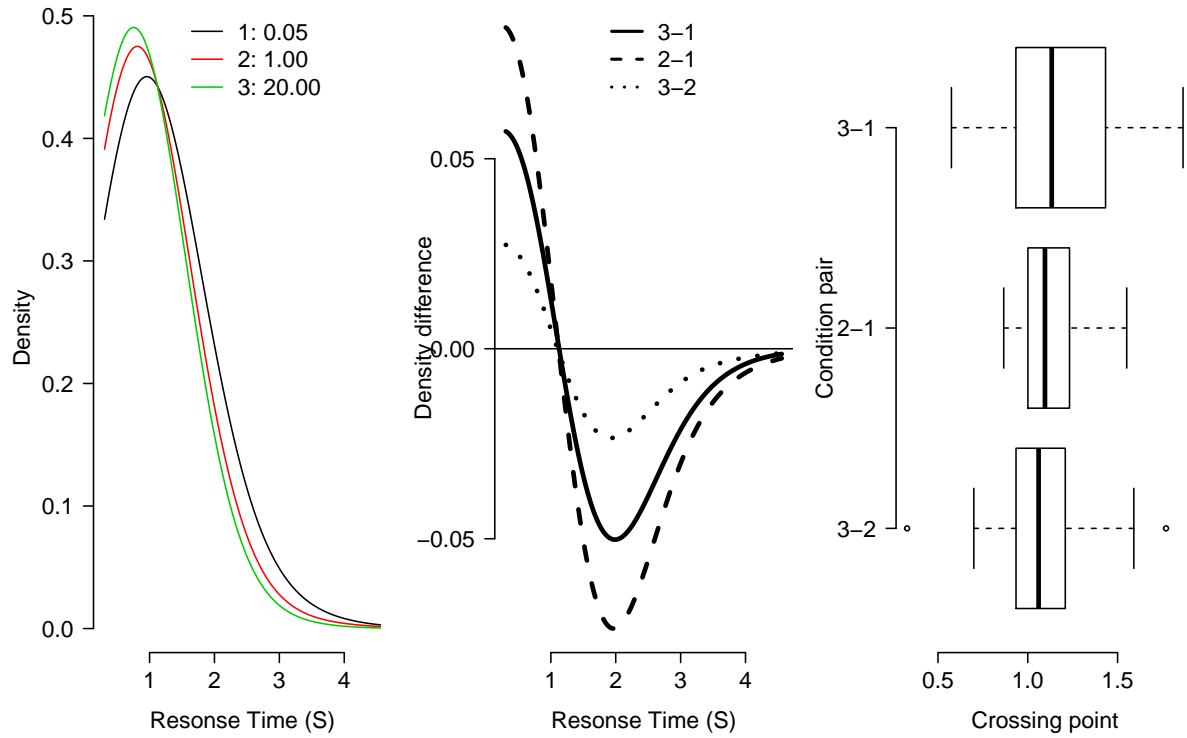 0.5
0.4
0.3
0.2
0.1
0.0
Density
1: 0.05
2: 1.00
3: 20.00
1 2 3 4
Resonse Time (S)
3−1
2−1
3−2
0.05
0.00
−0.05
Density difference
1 2 3 4
Resonse Time (S)
Condition pair
3−1
2−1
3−2
0.5 1.0 1.5
Crossing point